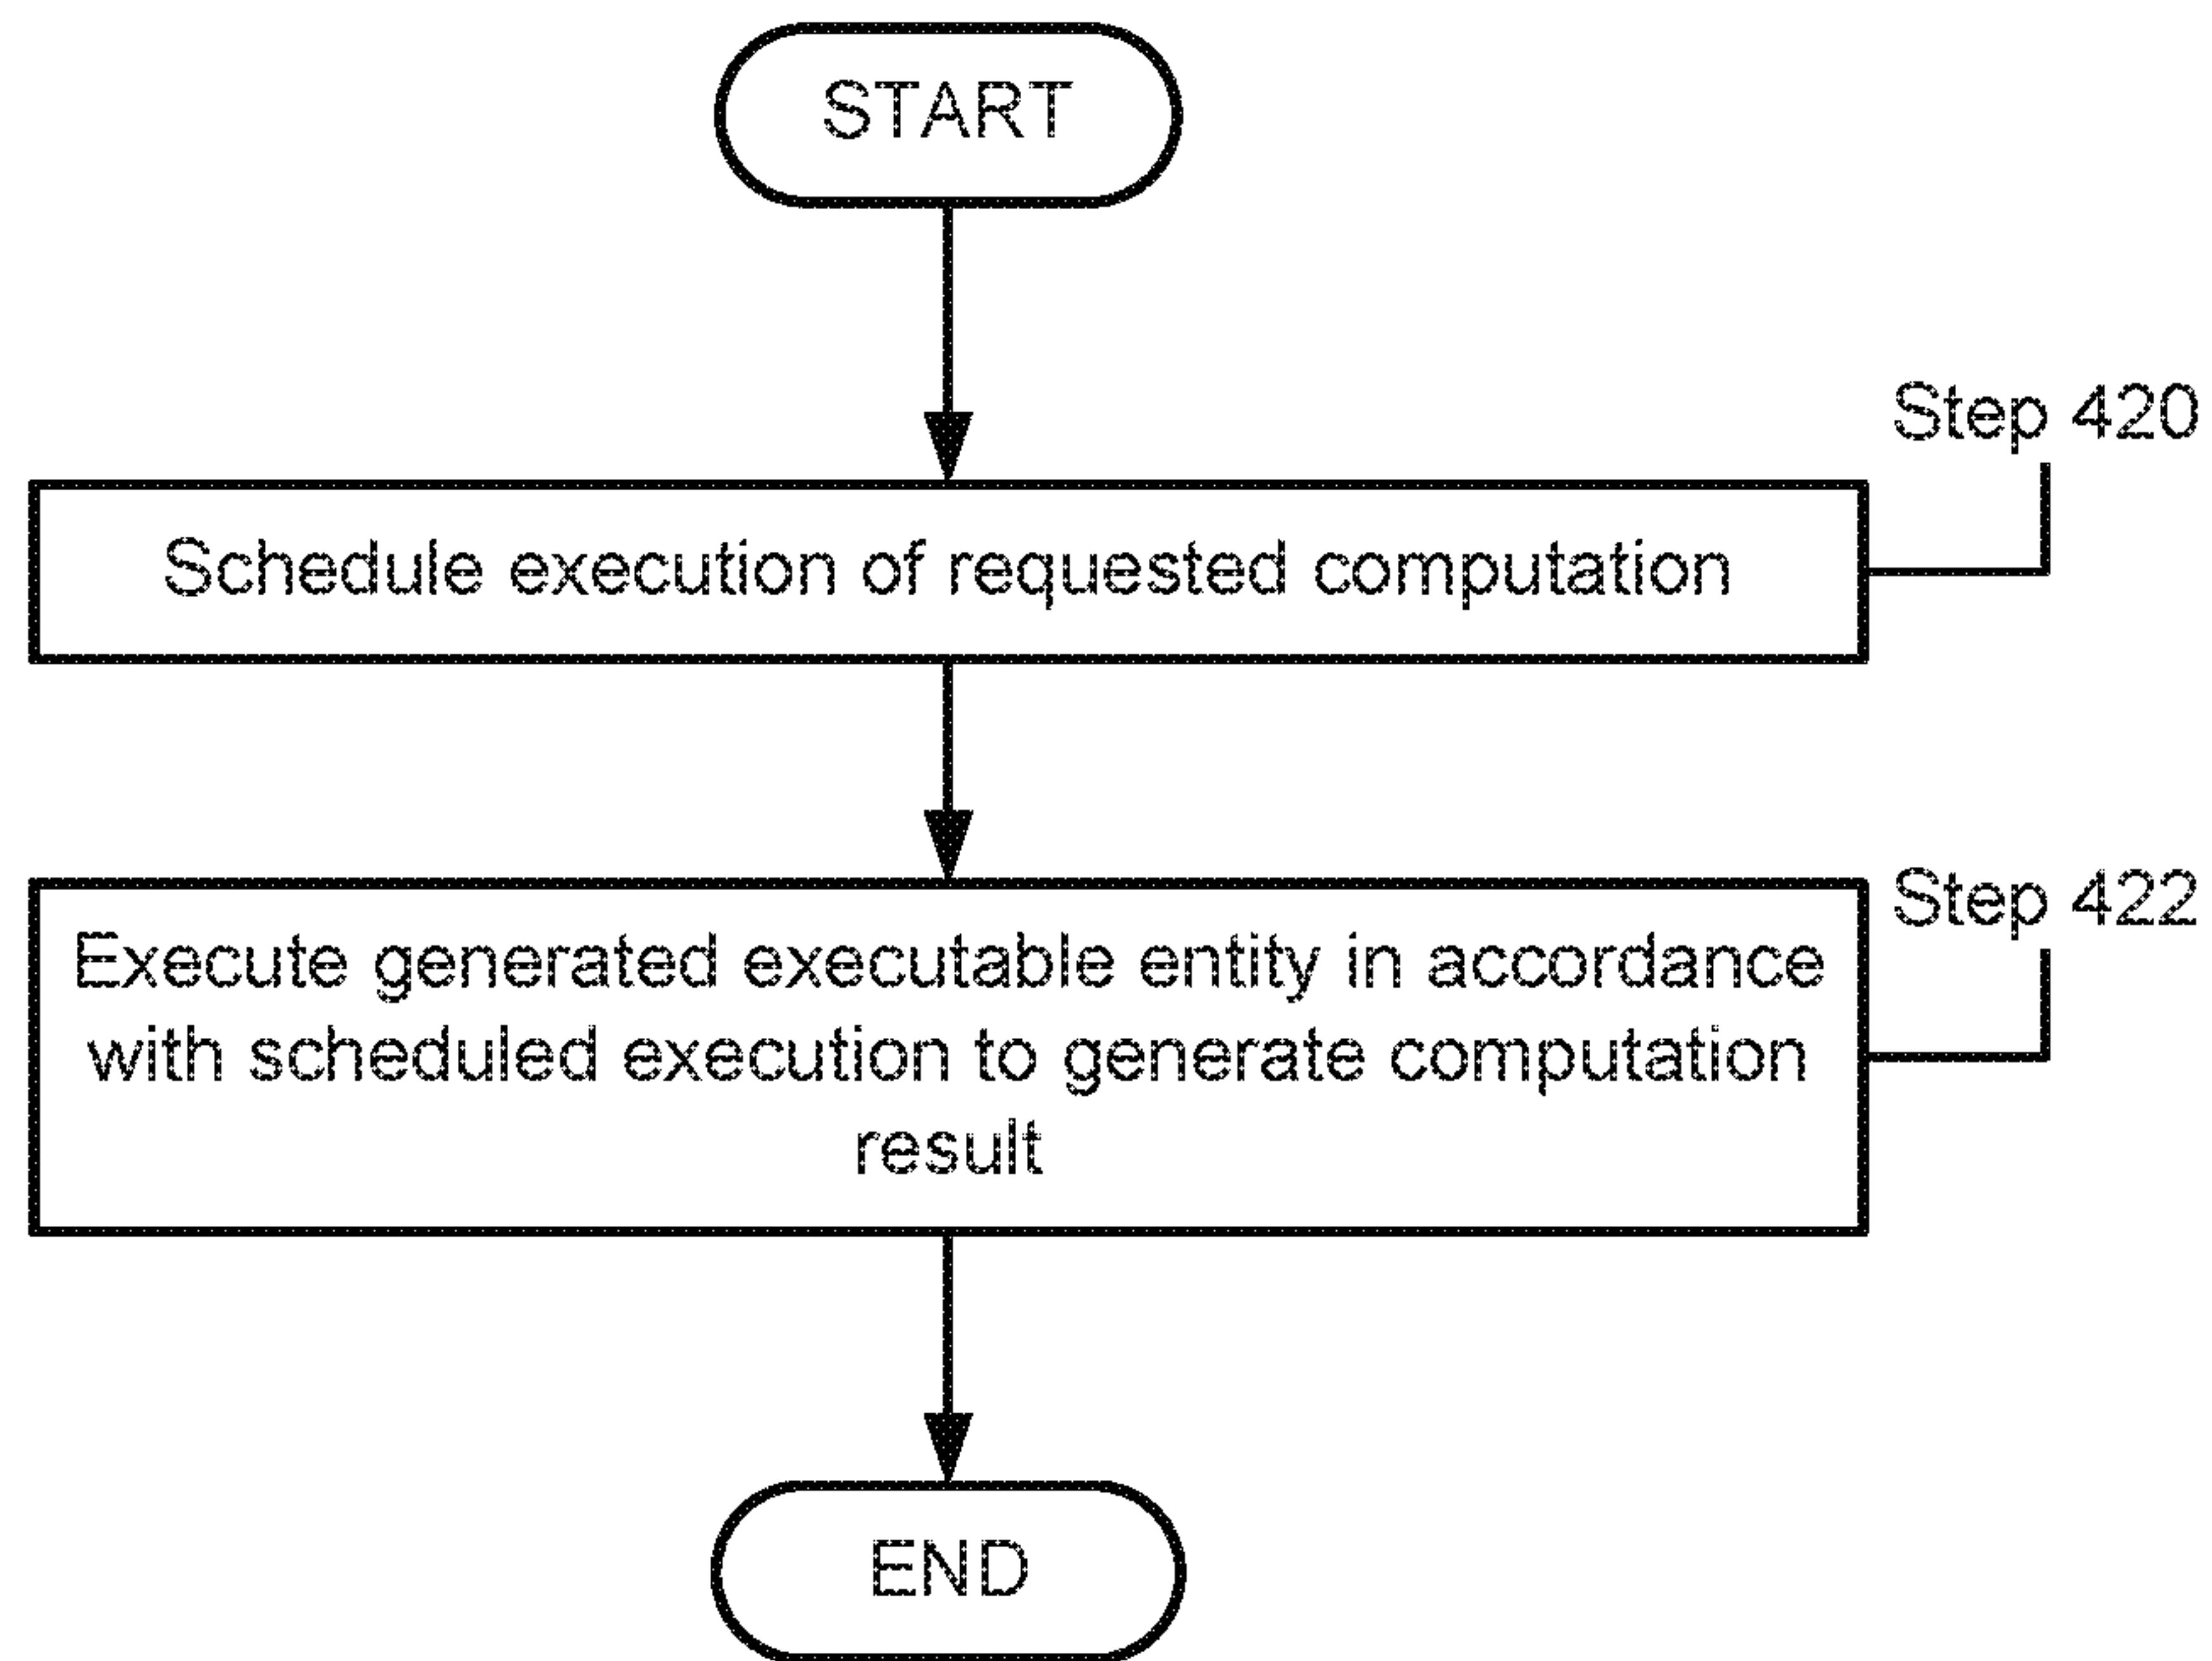 START
Step 420
Schedule execution of requested computation
Step 422
Execute generated executable entity in accordance
with scheduled execution to generate computation
result
END